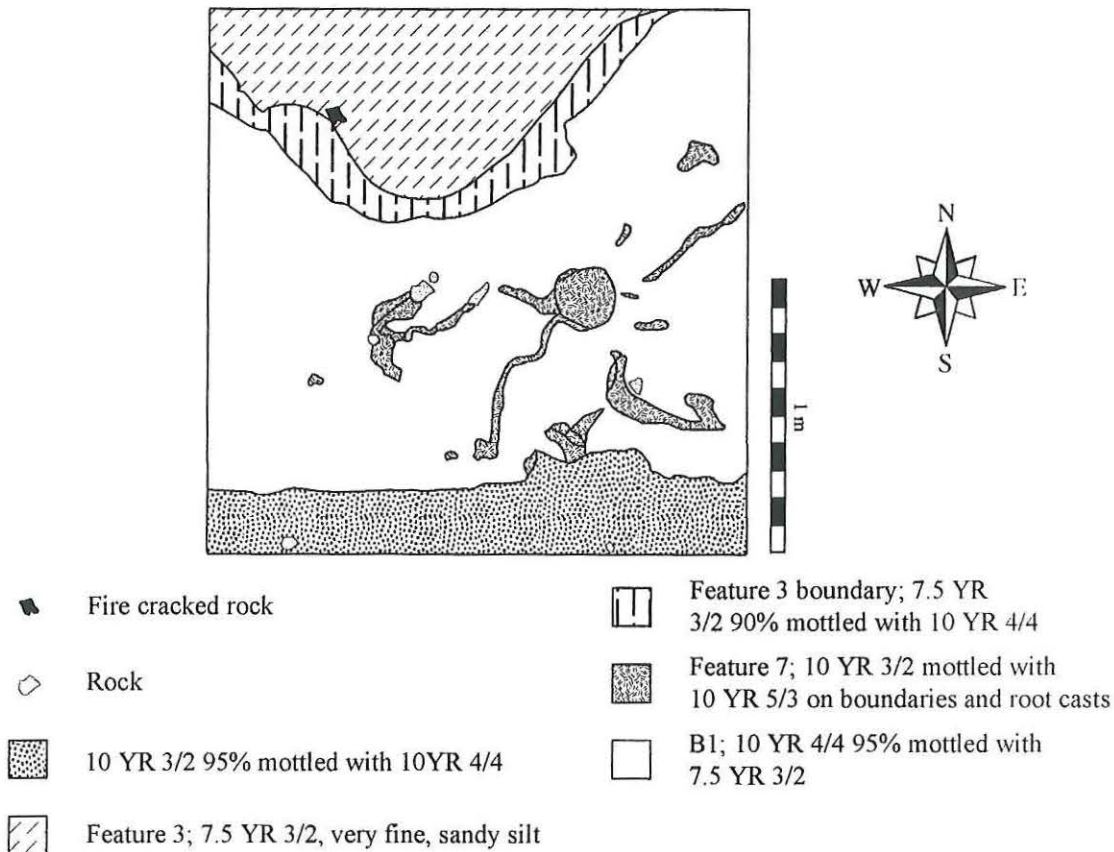 N
W E
S
1 m
Fire cracked rock
Rock
10 YR 3/2 95% mottled with 10YR 4/4
Feature 3; 7.5 YR 3/2, very fine, sandy silt
Feature 3 boundary; 7.5 YR
3/2 90% mottled with 10 YR 4/4
Feature 7; 10 YR 3/2 mottled with
10 YR 5/3 on boundaries and root casts
B1; 10 YR 4/4 95% mottled with
7.5 YR 3/2